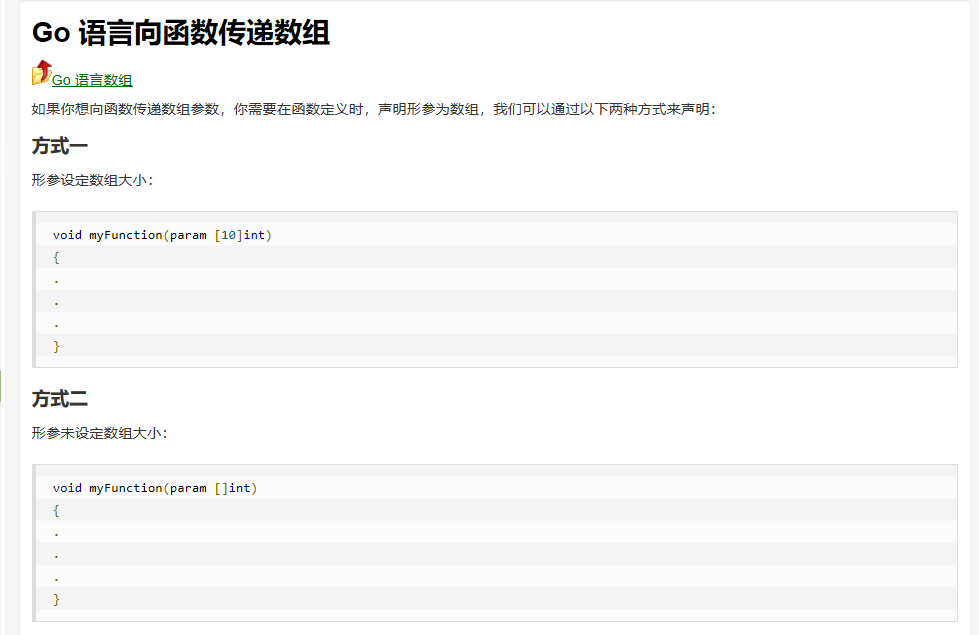 Go 语言向函数传递数组
Go 语言数组
如果你想向函数传递数组参数，你需要在函数定义时，声明形参为数组，我们可以通过以下两种方式来声明：
方式一
形参设定数组大小：
void myFunction(param [10]int)
{
.
.
.
}
方式二
形参未设定数组大小：
void myFunction(param []int)
{
.
.
.
}